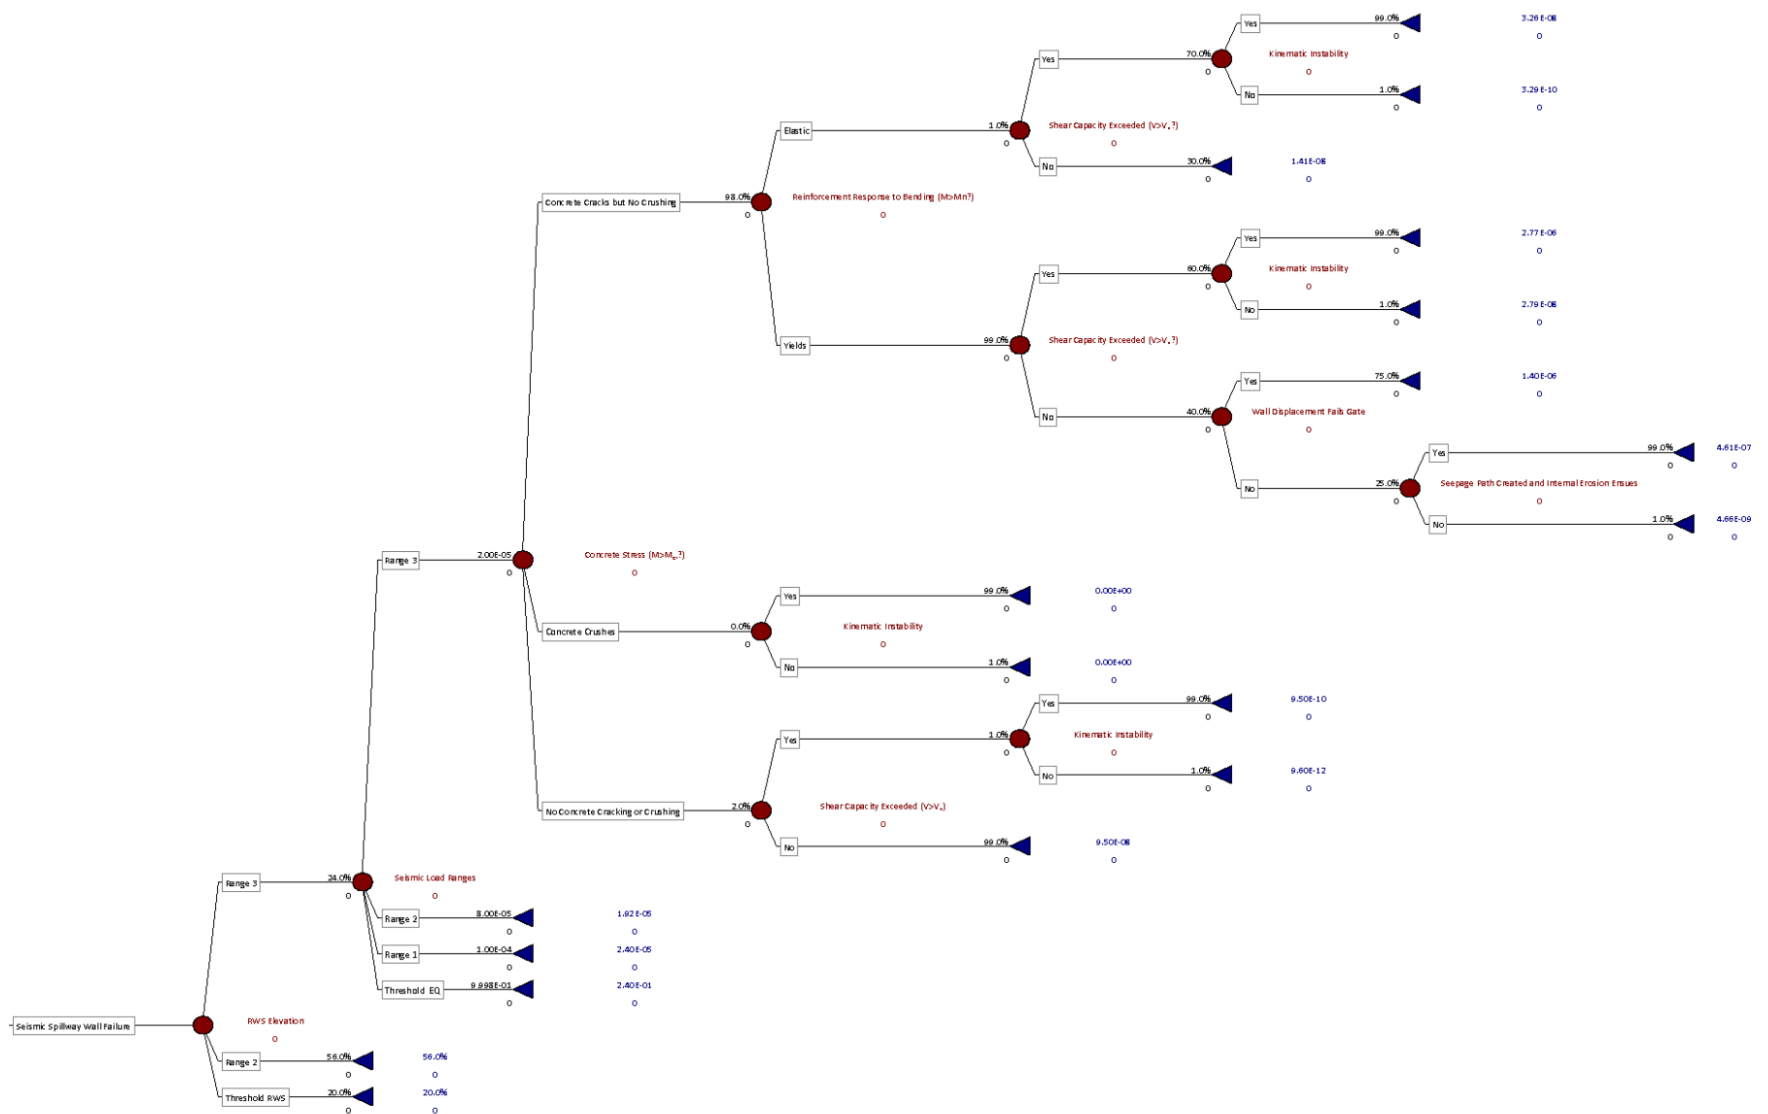 Yes 99.0% 3.26E-08
0 0
70.0% Kinematic Instability
0 0
Yes
No 1.0% 3.29E-10
0 0
Elastic 1.0% Shear Capacity Exceeded (V>Vn?)
0 0
No 30.0% 1.41E-08
0 0
Concrete Cracks but No Crushing 98.0% Reinforcement Response to Bending (M>Mn?)
0 0
Yes 99.0% 2.77E-06
0 0
Yes 60.0% Kinematic Instability
0 0
No 1.0% 2.79E-08
0 0
Yields 99.0% Shear Capacity Exceeded (V>Vn?)
0 0
Yes 75.0% 1.40E-06
0 0
No 40.0% Wall Displacement Fails Gate
0 0
Yes 99.0% 4.61E-07
0 0
No 25.0% Seepage Path Created and Internal Erosion Ensues
0 0
No 1.0% 4.66E-09
0 0
Range 3 2.00E-05 Concrete Stress (M>Mcr?)
0 0
Yes 99.0% 0.00E+00
0 0
Concrete Crushes 0.0% Kinematic Instability
0 0
No 1.0% 0.00E+00
0 0
Yes 99.0% 9.50E-10
0 0
Yes 1.0% Kinematic Instability
0 0
No 1.0% 9.60E-12
0 0
No Concrete Cracking or Crushing 2.0% Shear Capacity Exceeded (V>Vn)
0 0
No 99.0% 9.50E-08
0 0
Range 3 24.0% Seismic Load Ranges
0 0
Range 2 8.00E-05 1.92E-05
0 0
Range 1 1.00E-04 2.40E-05
0 0
Threshold EQ 9.998E-01 2.40E-01
0 0
Seismic Spillway Wall Failure RWS Elevation
0
Range 2 56.0% 56.0%
0 0
Threshold RWS 20.0% 20.0%
0 0